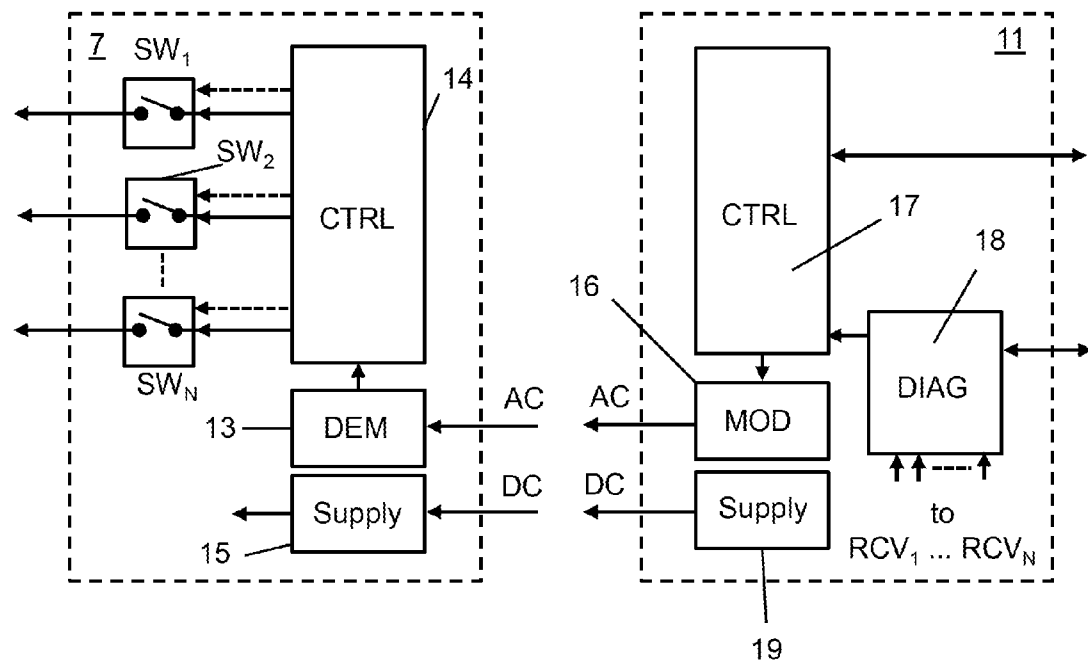 7
SW1
14
SW2
CTRL
SWN
13
DEM
AC
Supply
DC
15
11
CTRL
17
18
16
DIAG
AC
MOD
DC
Supply
to
RCV1 ... RCVN
19